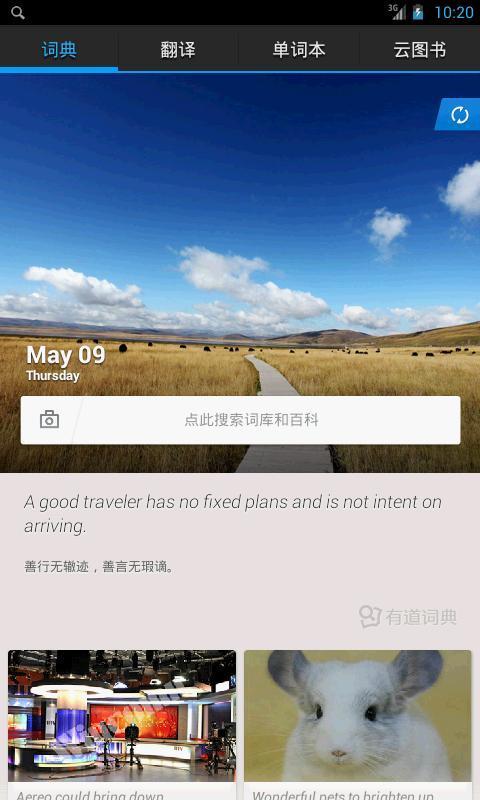 3G 10:20
词典 翻译 单词本 云图书
May 09
Thursday
点此搜索词库和百科
A good traveler has no fixed plans and is not intent on
arriving.
善行无辙迹，善言无瑕谪。
有道词典
Aereo could bring down
Wonderful pets to brighten up